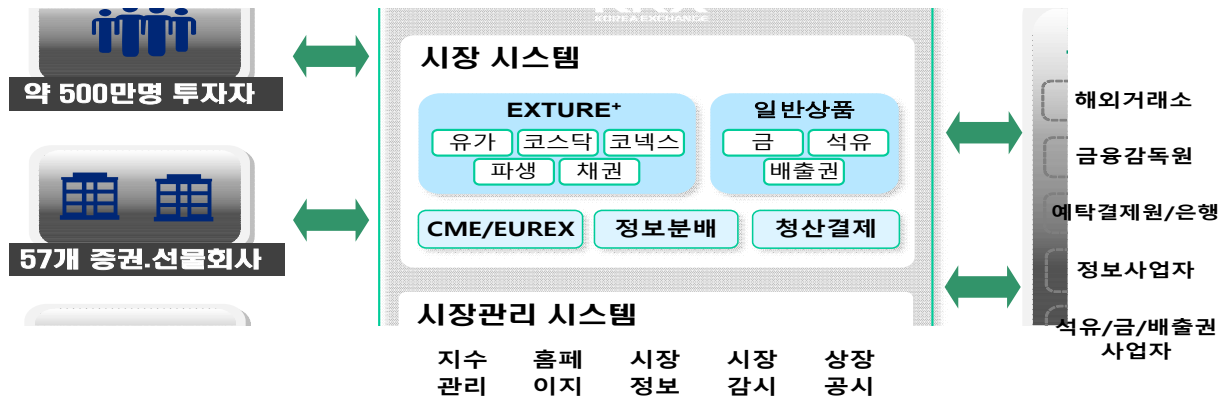 KOREA EXCHANGE
약 500만명 투자자
57개 증권.선물회사
시장 시스템
EXTURE+
유가 코스닥 코넥스
파생 채권
일반상품
금 석유
배출권
CME/EUREX
정보분배
청산결제
시장관리 시스템
지수
관리
홈페
이지
시장
정보
시장
감시
상장
공시
해외거래소
금융감독원
예탁결제원/은행
정보사업자
석유/금/배출권
사업자